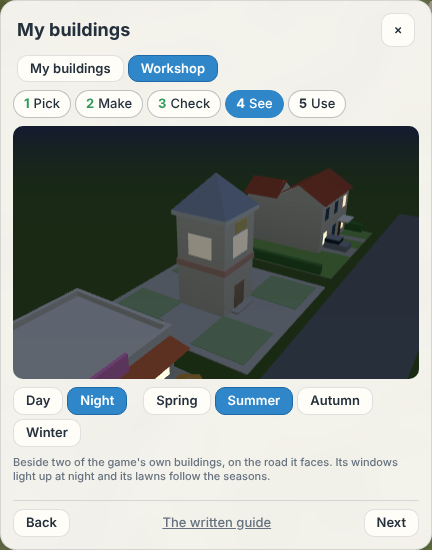 My buildings
×
My buildings Workshop
1 Pick 2 Make 3 Check 4 See 5 Use
Day Night Spring Summer Autumn
Winter
Beside two of the game's own buildings, on the road it faces. Its windows
light up at night and its lawns follow the seasons.
Back The written guide Next